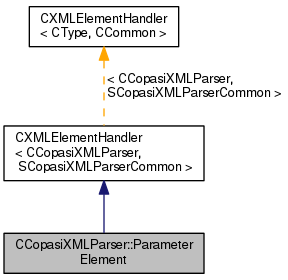 CXMLElementHandler
< CType, CCommon >
< CCopasiXMLParser,
SCopasiXMLParserCommon >
CXMLElementHandler
< CCopasiXMLParser,
SCopasiXMLParserCommon >
CCopasiXMLParser::Parameter
Element